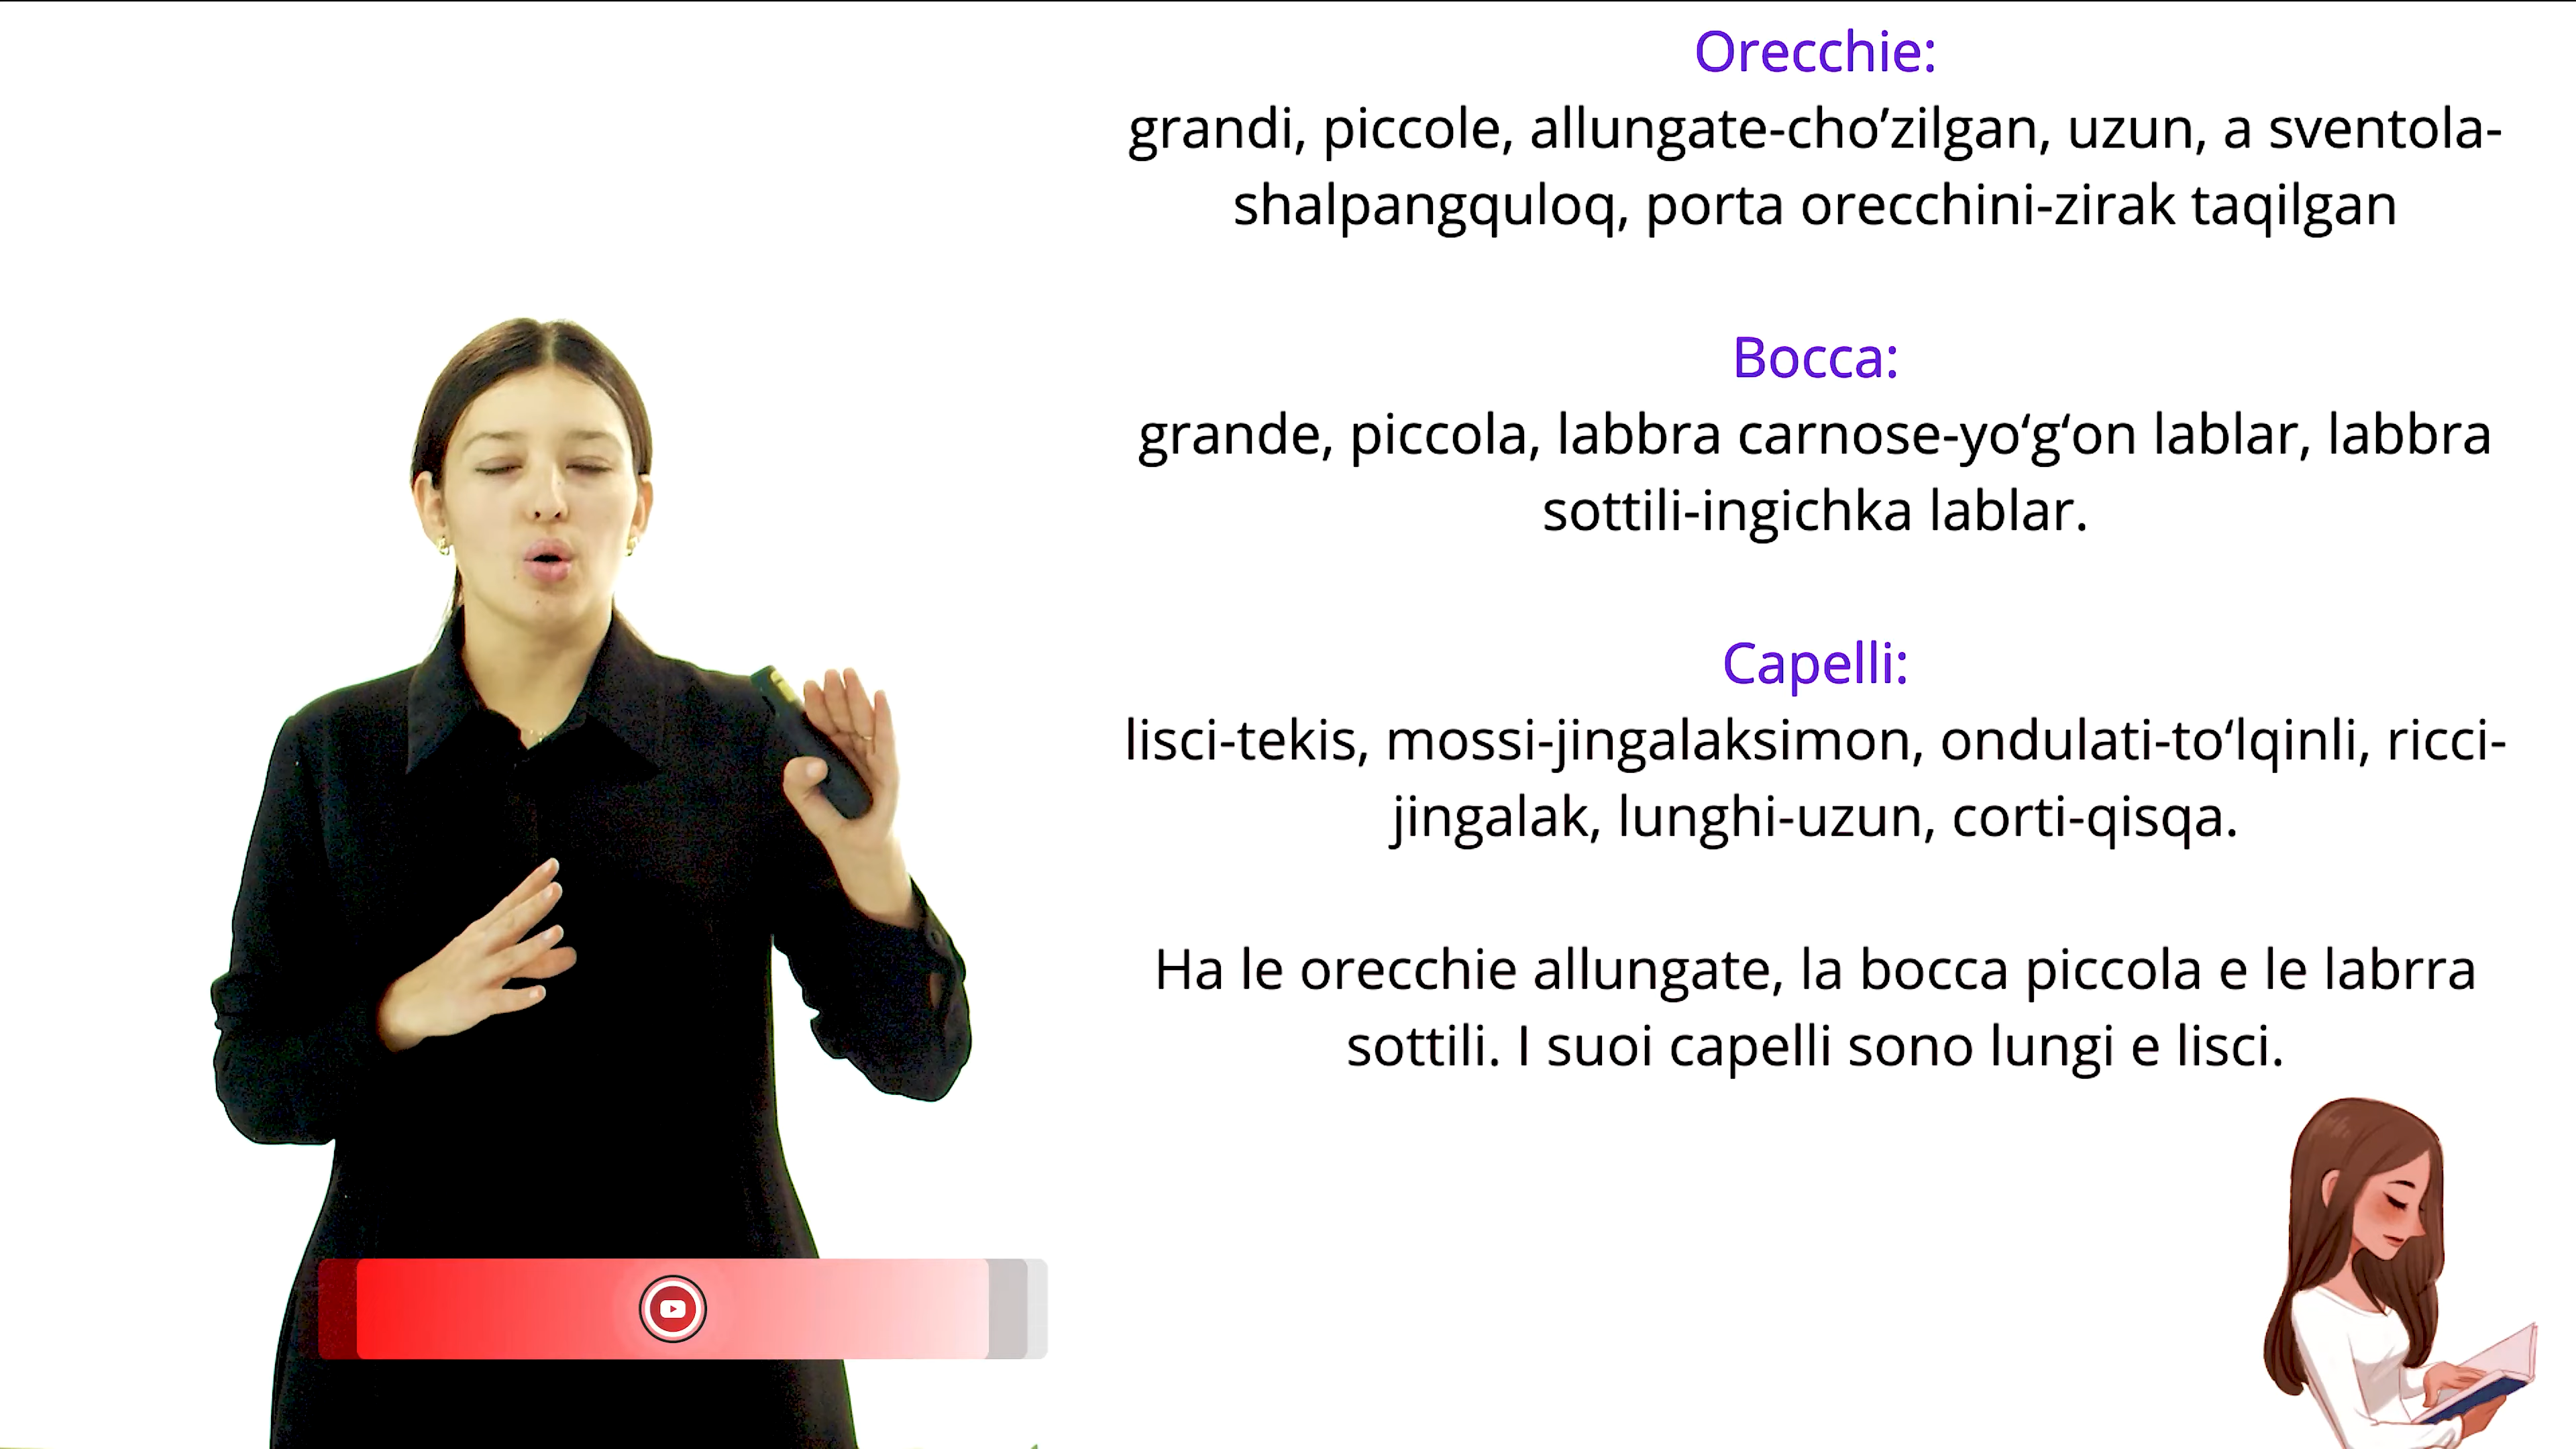 Orecchie:
grandi, piccole, allungate-cho’zilgan, uzun, a sventola-
shalpangquloq, porta orecchini-zirak taqilgan
Bocca:
grande, piccola, labbra carnose-yo‘g‘on lablar, labbra
sottili-ingichka lablar.
Capelli:
lisci-tekis, mossi-jingalaksimon, ondulati-to‘lqinli, ricci-
jingalak, lunghi-uzun, corti-qisqa.
Ha le orecchie allungate, la bocca piccola e le labrra
sottili. I suoi capelli sono lungi e lisci.